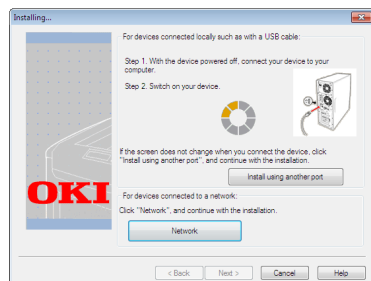 Installing...
For devices connected locally such as with a USB cable:
Step 1. With the device powered off, connect your device to your
computer.
Step 2. Switch on your device.
If the screen does not change when you connect the device, click
"Install using another port", and continue with the installation.
Install using another port
OKI
For devices connected to a network:
Click "Network", and continue with the installation.
Network
< Back
Next >
Cancel
Help